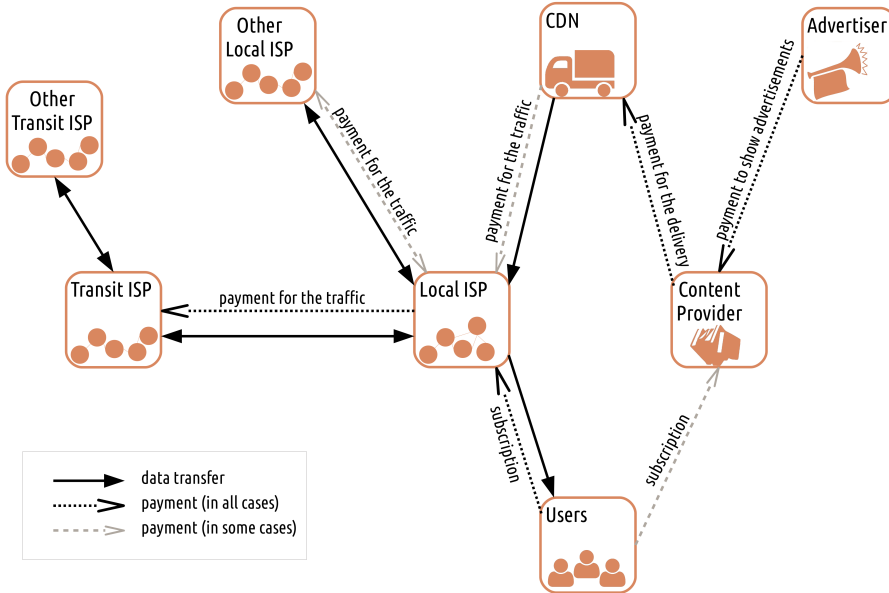 Other
Local ISP
CDN
Advertiser
Other
Transit ISP
payment for the traffic
payment for the traffic
payment for the delivery
payment to show advertisements
Transit ISP
payment for the traffic
Local ISP
Content
Provider
subscription
subscription
Users
data transfer
payment (in all cases)
payment (in some cases)